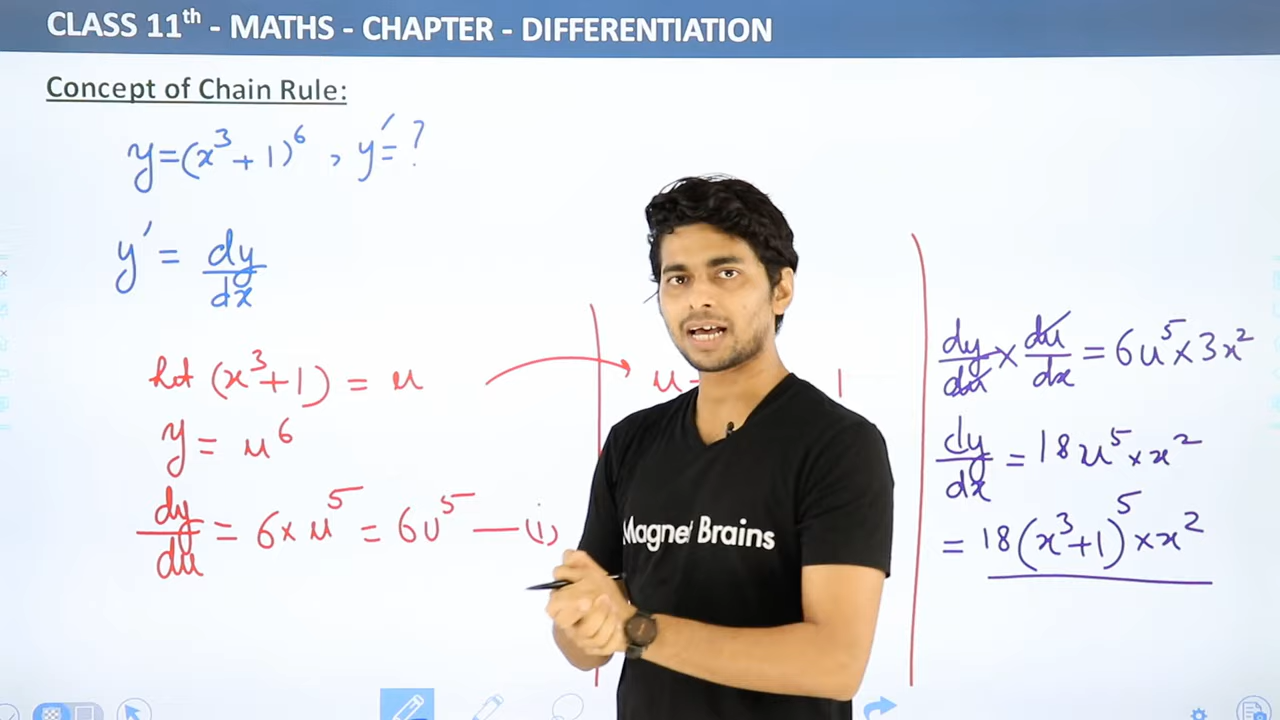 CLASS 11th - MATHS - CHAPTER - DIFFERENTIATION
Concept of Chain Rule:
y=(x³+1)⁶, y′=?
y′ = dy/dx
let (x³+1) = u
y = u⁶
dy/du = 6×u⁵ = 6u⁵ — (i)
u = 1
dy/du × du/dx = 6u⁵×3x²
dy/dx = 18u⁵×x²
= 18(x³+1)⁵×x²
Magnet Brains